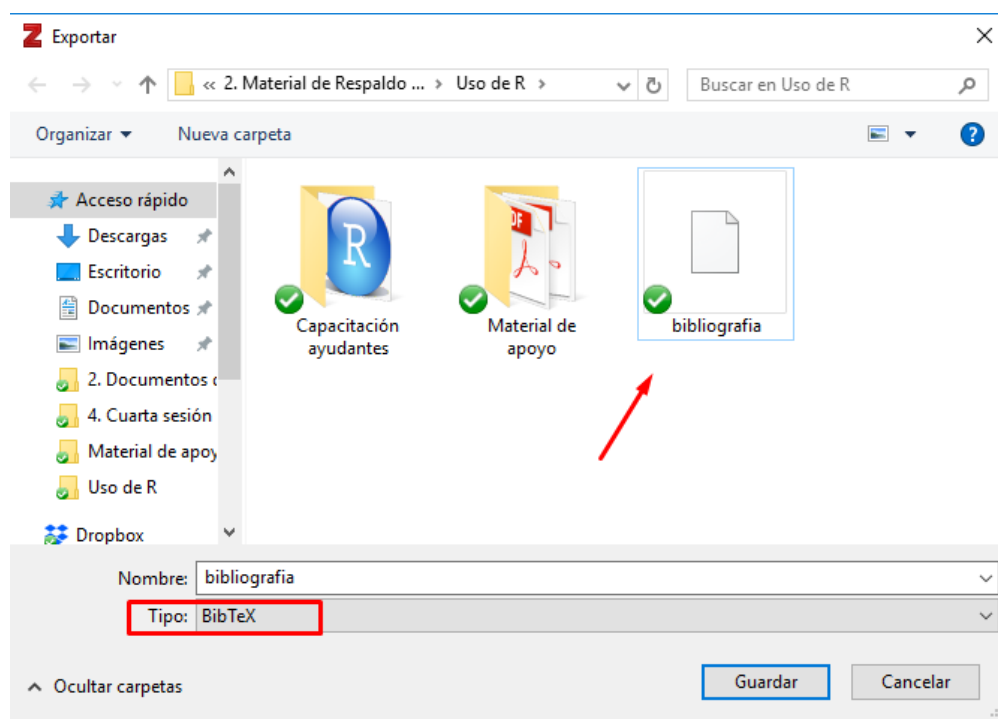 Exportar
« 2. Material de Respaldo ... › Uso de R ›
Buscar en Uso de R
Organizar
Nueva carpeta
Acceso rápido
Descargas
Escritorio
Documentos
Imágenes
2. Documentos
4. Cuarta sesión
Material de apoy
Uso de R
Dropbox
R
Capacitación
ayudantes
PDF
Material de
apoyo
bibliografia
Nombre: bibliografia
Tipo: BibTeX
Ocultar carpetas
Guardar
Cancelar